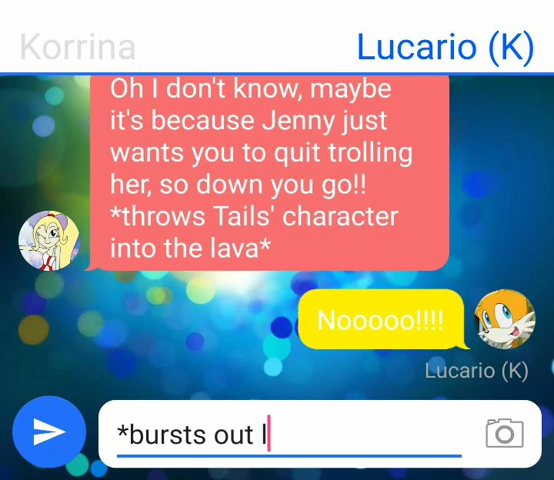 Korrina
Lucario (K)
Oh I don't know, maybe
it's because Jenny just
wants you to quit trolling
her, so down you go!!
*throws Tails' character
into the lava*
Nooooo!!!!
Lucario (K)
*bursts out l